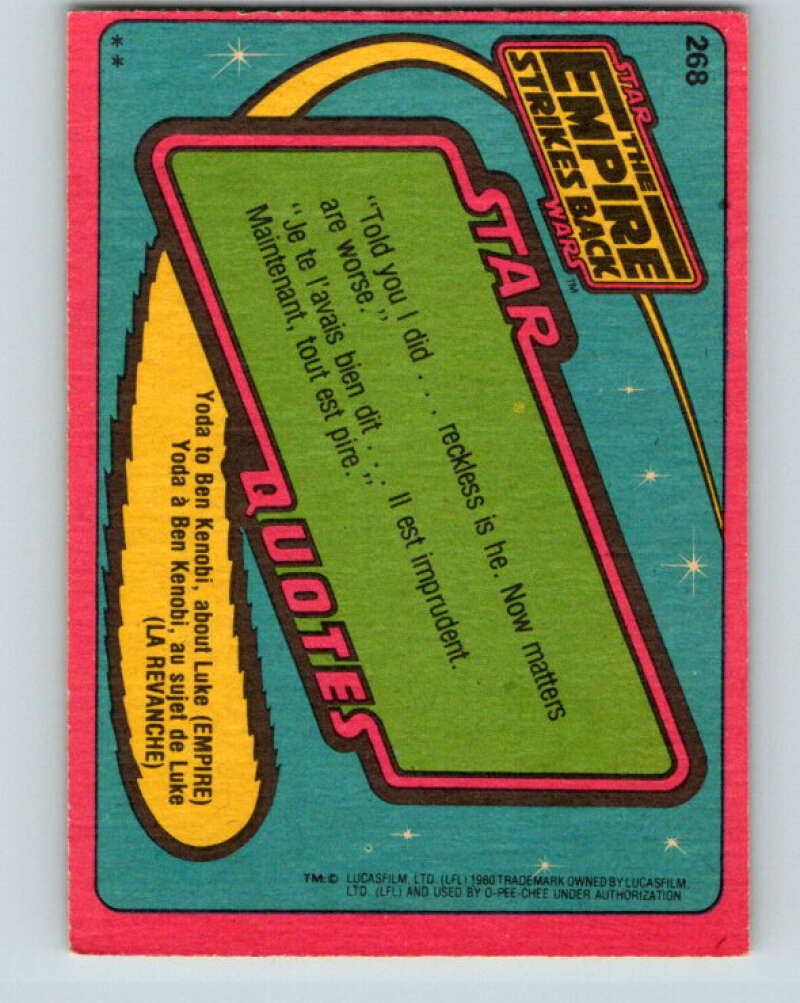 268
STAR
THE
EMPIRE
STRIKES BACK
WARS™
STAR
"Told you I did . . . reckless is he. Now matters
are worse."
"Je te l'avais bien dit . . . Il est imprudent.
Maintenant, tout est pire."
QUOTES
Yoda to Ben Kenobi, about Luke (EMPIRE)
Yoda à Ben Kenobi, au sujet de Luke
(LA REVANCHE)
TM: © LUCASFILM, LTD. (LFL) 1980 TRADEMARK OWNED BY LUCASFILM,
LTD. (LFL) AND USED BY O-PEE-CHEE UNDER AUTHORIZATION
* *